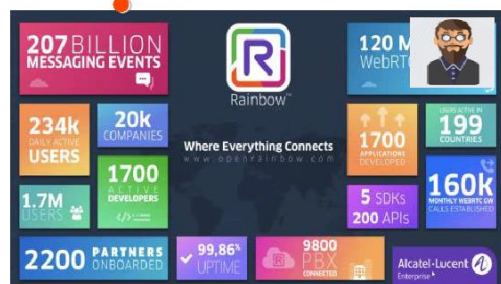 207 BILLION
MESSAGING EVENTS
120 M
WebRTC
Rainbow™
234k
DAILY ACTIVE
USERS
20k
COMPANIES
Where Everything Connects
www.openrainbow.com
1700
APPLICATIONS
DEVELOPED
USERS ACTIVE IN
199
COUNTRIES
1700
ACTIVE
DEVELOPERS
1.7M
USERS
5 SDKs
200 APIs
160k
MONTHLY WEBRTC GW
CALLS ESTABLISHED
2200 PARTNERS
ONBOARDED
99,86%
UPTIME
9800
PBX
CONNECTED
Alcatel·Lucent
Enterprise